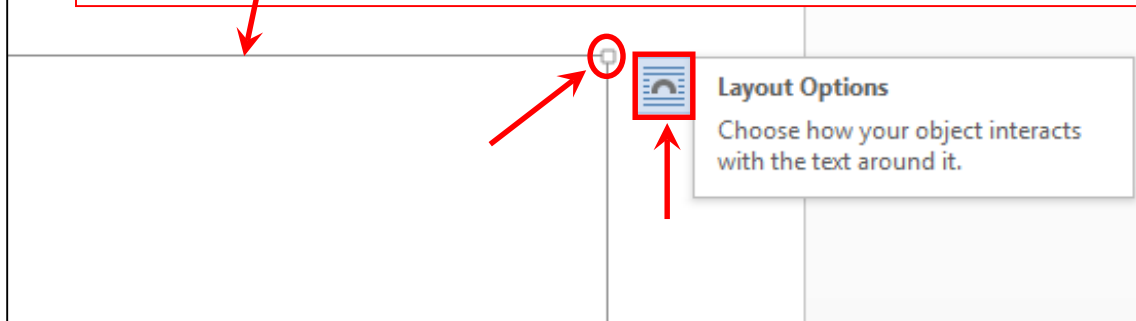 Layout Options
Choose how your object interacts
with the text around it.